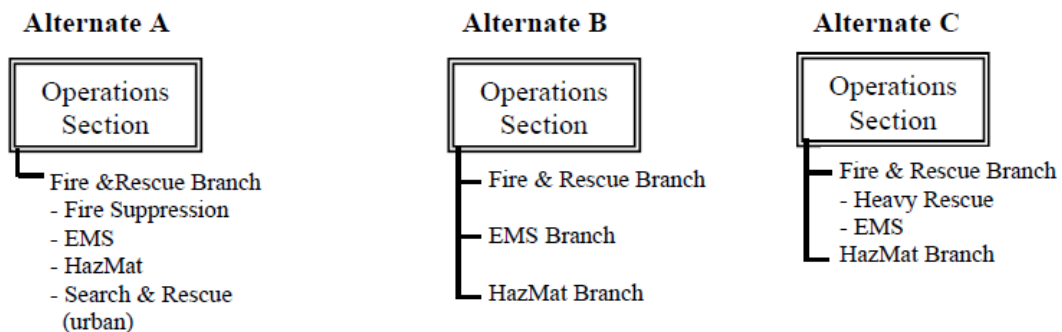 Alternate A
Operations
Section
Fire &Rescue Branch
- Fire Suppression
- EMS
- HazMat
- Search & Rescue
(urban)
Alternate B
Operations
Section
Fire & Rescue Branch
EMS Branch
HazMat Branch
Alternate C
Operations
Section
Fire & Rescue Branch
- Heavy Rescue
- EMS
HazMat Branch